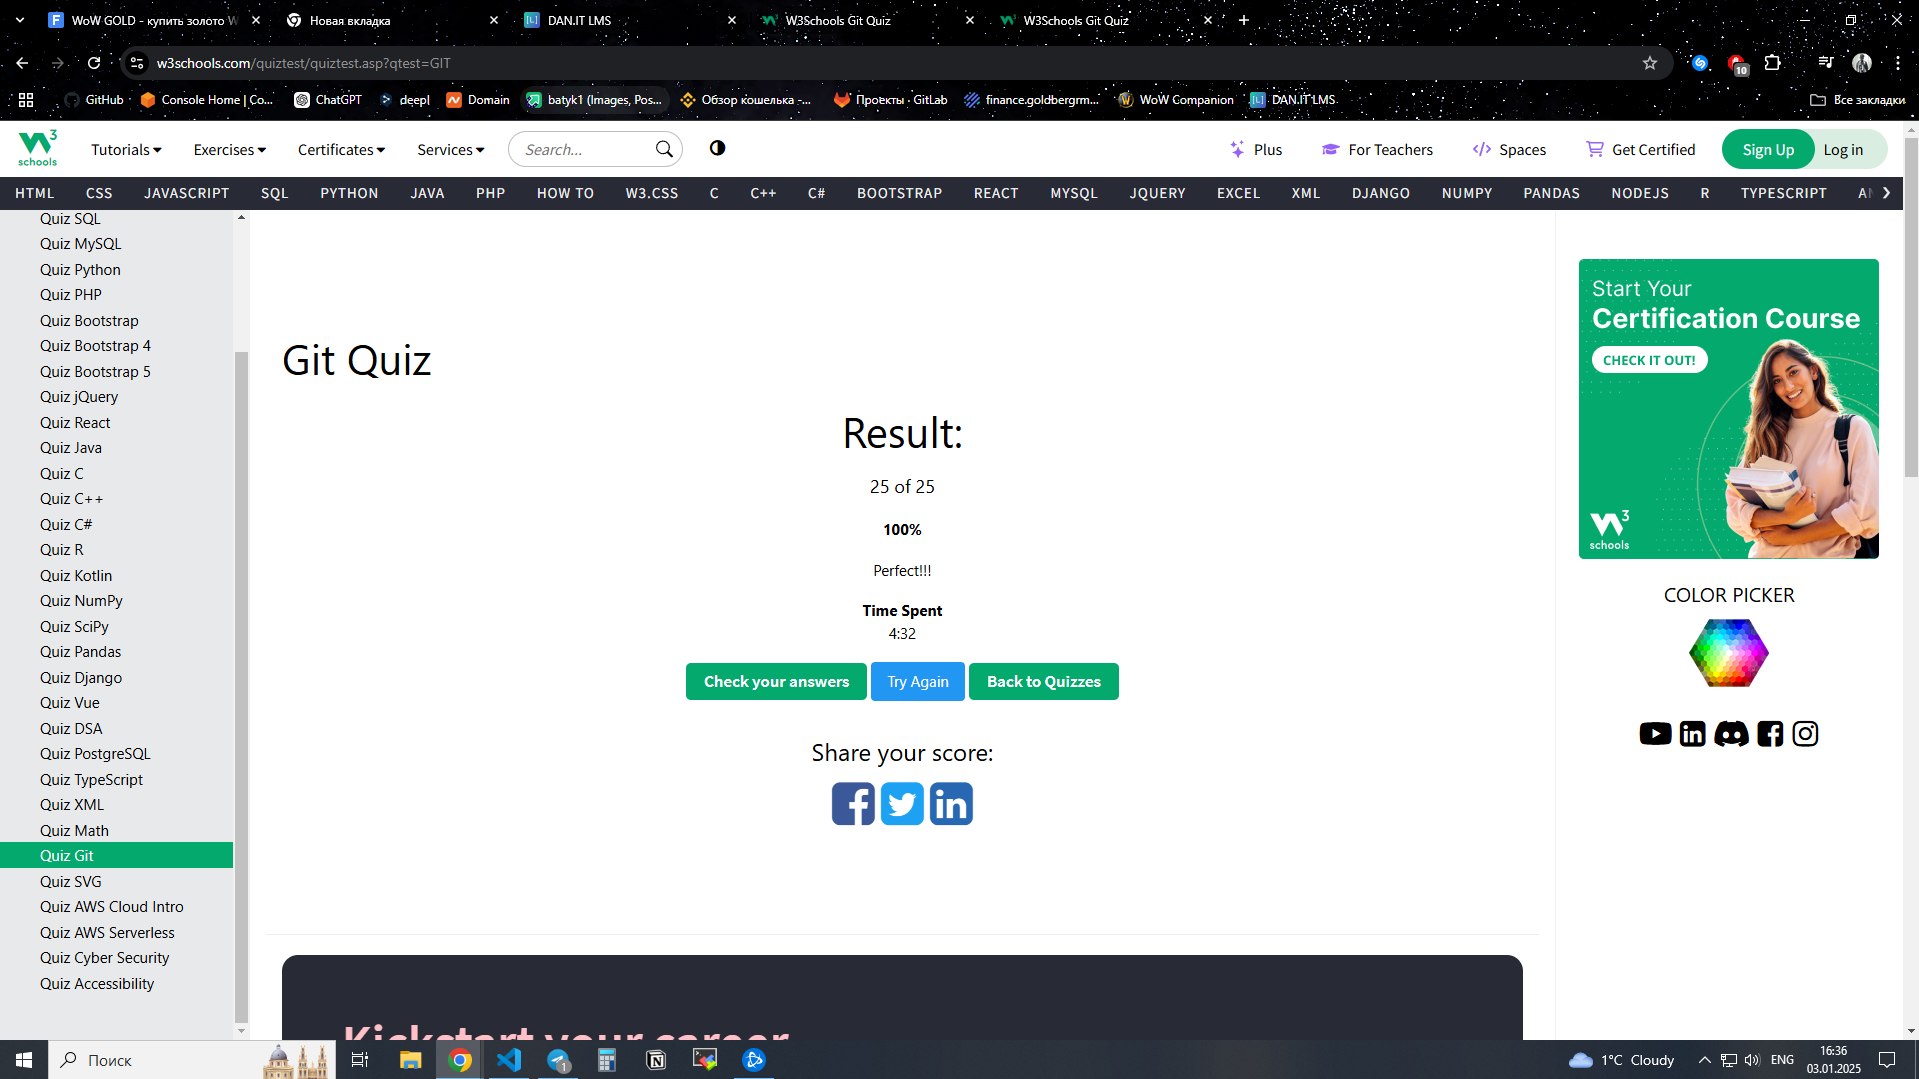 WoW GOLD - купить золото W
Новая вкладка
DAN.IT LMS
W3Schools Git Quiz
W3Schools Git Quiz
w3schools.com/quiztest/quiztest.asp?qtest=GIT
10
GitHub
Console Home | Co...
ChatGPT
deepl
Domain
batyk1 (Images, Pos...
Обзор кошелька -...
Проекты · GitLab
finance.goldbergrm...
WoW Companion
DAN.IT LMS
Все закладки
3
schools
Tutorials
Exercises
Certificates
Services
Search...
Plus
For Teachers
Spaces
Get Certified
Sign Up
Log in
HTML
CSS
JAVASCRIPT
SQL
PYTHON
JAVA
PHP
HOW TO
W3.CSS
C
C++
C#
BOOTSTRAP
REACT
MYSQL
JQUERY
EXCEL
XML
DJANGO
NUMPY
PANDAS
NODEJS
R
TYPESCRIPT
Quiz SQL
Quiz MySQL
Quiz Python
Quiz PHP
Quiz Bootstrap
Quiz Bootstrap 4
Quiz Bootstrap 5
Quiz jQuery
Quiz React
Quiz Java
Quiz C
Quiz C++
Quiz C#
Quiz R
Quiz Kotlin
Quiz NumPy
Quiz SciPy
Quiz Pandas
Quiz Django
Quiz Vue
Quiz DSA
Quiz PostgreSQL
Quiz TypeScript
Quiz XML
Quiz Math
Quiz Git
Quiz SVG
Quiz AWS Cloud Intro
Quiz AWS Serverless
Quiz Cyber Security
Quiz Accessibility
Git Quiz
Result:
25 of 25
100%
Perfect!!!
Time Spent
4:32
Check your answers
Try Again
Back to Quizzes
Share your score:
Kickstart your career
Start Your
Certification Course
CHECK IT OUT!
3
schools
COLOR PICKER
Поиск
1
1°C Cloudy
ENG
16:36
03.01.2025